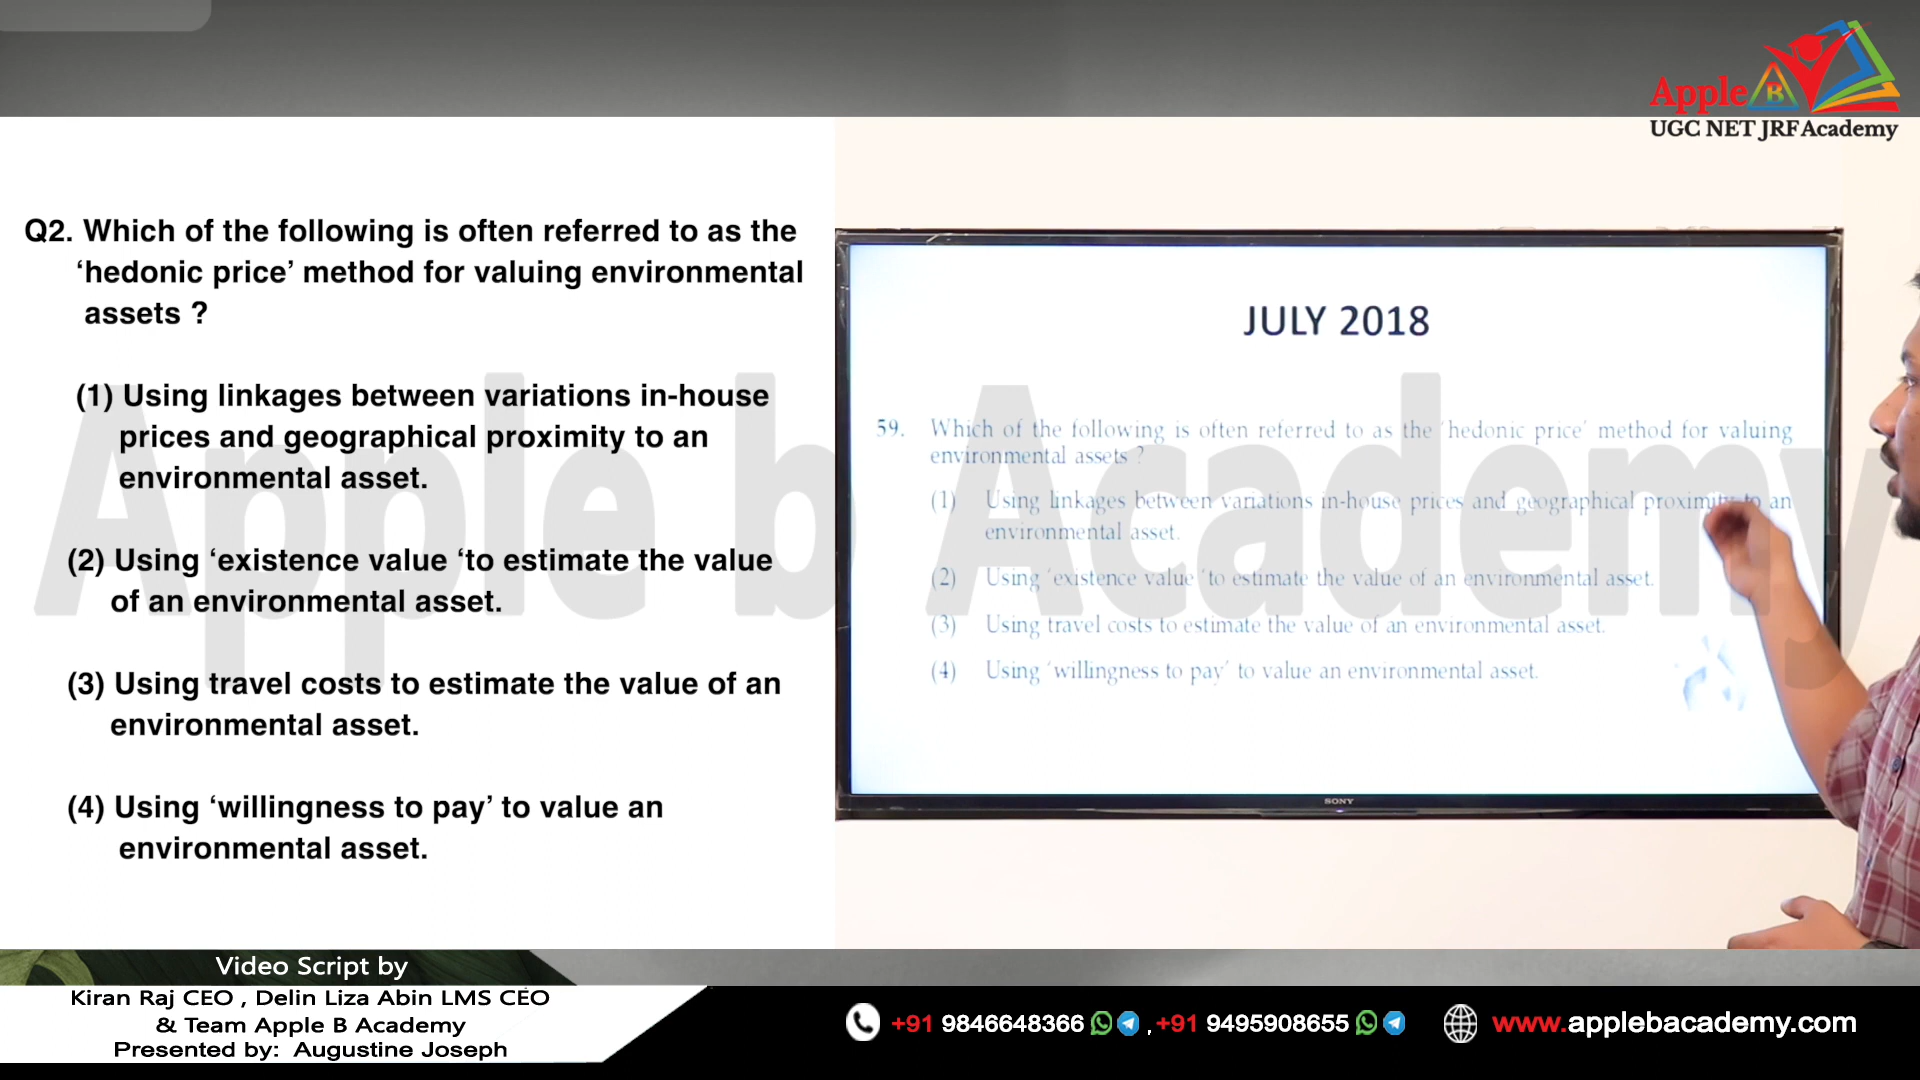 Apple B
UGC NET JRF Academy
Q2. Which of the following is often referred to as the
‘hedonic price’ method for valuing environmental
assets ?
(1) Using linkages between variations in-house
prices and geographical proximity to an
environmental asset.
(2) Using ‘existence value ‘to estimate the value
of an environmental asset.
(3) Using travel costs to estimate the value of an
environmental asset.
(4) Using ‘willingness to pay’ to value an
environmental asset.
JULY 2018
59. Which of the following is often referred to as the ‘hedonic price’ method for valuing
environmental assets ?
(1) Using linkages between variations in-house prices and geographical proximity to an
environmental asset.
(2) Using ‘existence value ‘to estimate the value of an environmental asset.
(3) Using travel costs to estimate the value of an environmental asset.
(4) Using ‘willingness to pay’ to value an environmental asset.
SONY
Apple b Academy
Video Script by
Kiran Raj CEO , Delin Liza Abin LMS CEO
& Team Apple B Academy
Presented by: Augustine Joseph
+91 9846648366 , +91 9495908655 www.applebacademy.com